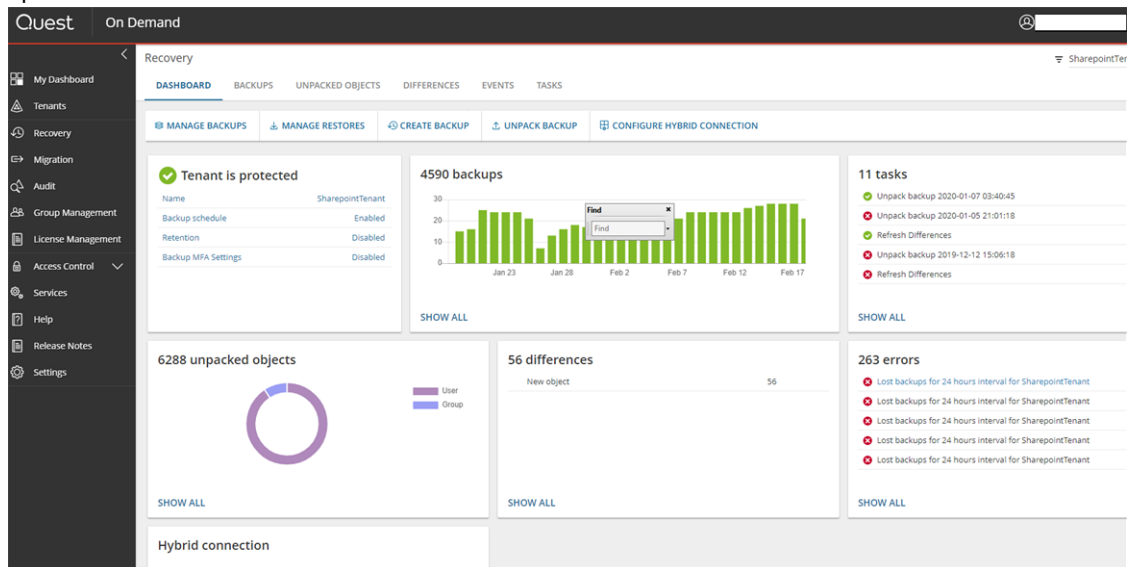 Quest On Demand
Recovery
SharepointTer
My Dashboard
Tenants
Recovery
Migration
Audit
Group Management
License Management
Access Control
Services
Help
Release Notes
Settings
DASHBOARD BACKUPS UNPACKED OBJECTS DIFFERENCES EVENTS TASKS
MANAGE BACKUPS MANAGE RESTORES CREATE BACKUP UNPACK BACKUP CONFIGURE HYBRID CONNECTION
Tenant is protected
Name SharepointTenant
Backup schedule Enabled
Retention Disabled
Backup MFA Settings Disabled
4590 backups
30
20
10
0
Jan 23 Jan 28 Feb 2 Feb 7 Feb 12 Feb 17
Find
Find
SHOW ALL
11 tasks
Unpack backup 2020-01-07 03:40:45
Unpack backup 2020-01-05 21:01:18
Refresh Differences
Unpack backup 2019-12-12 15:06:18
Refresh Differences
SHOW ALL
6288 unpacked objects
User
Group
SHOW ALL
56 differences
New object 56
SHOW ALL
263 errors
Lost backups for 24 hours interval for SharepointTenant
Lost backups for 24 hours interval for SharepointTenant
Lost backups for 24 hours interval for SharepointTenant
Lost backups for 24 hours interval for SharepointTenant
Lost backups for 24 hours interval for SharepointTenant
SHOW ALL
Hybrid connection